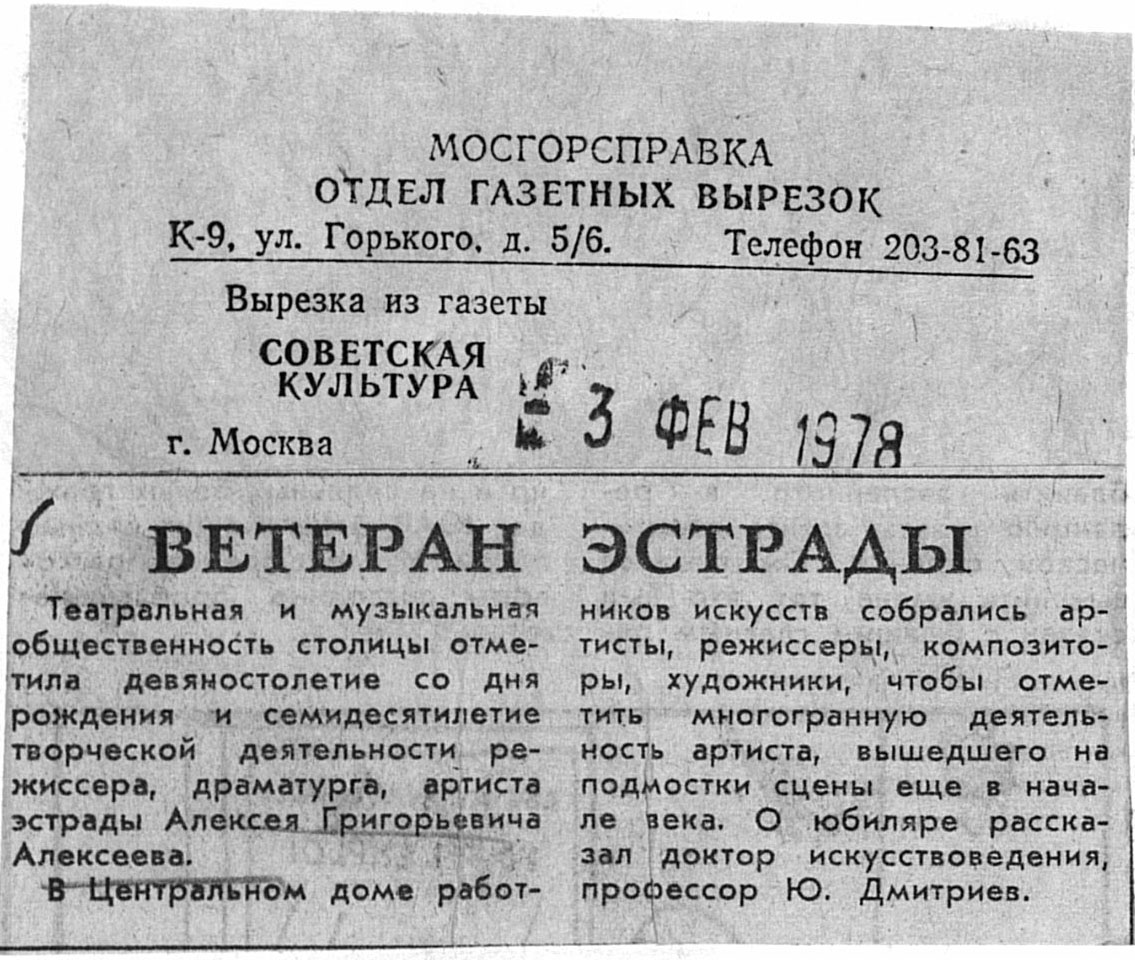 МОСГОРСПРАВКА
ОТДЕЛ ГАЗЕТНЫХ ВЫРЕЗОК
К-9, ул. Горького, д. 5/6. Телефон 203-81-63
Вырезка из газеты
СОВЕТСКАЯ
КУЛЬТУРА
3 ФЕВ 1978
г. Москва
ВЕТЕРАН ЭСТРАДЫ
Театральная и музыкальная
общественность столицы отме-
тила девяностолетие со дня
рождения и семидесятилетие
творческой деятельности ре-
жиссера, драматурга, артиста
эстрады Алексея Григорьевича
Алексеева.
В Центральном доме работ-
ников искусств собрались ар-
тисты, режиссеры, композито-
ры, художники, чтобы отме-
тить многогранную деятель-
ность артиста, вышедшего на
подмостки сцены еще в нача-
ле века. О юбиляре расска-
зал доктор искусствоведения,
профессор Ю. Дмитриев.